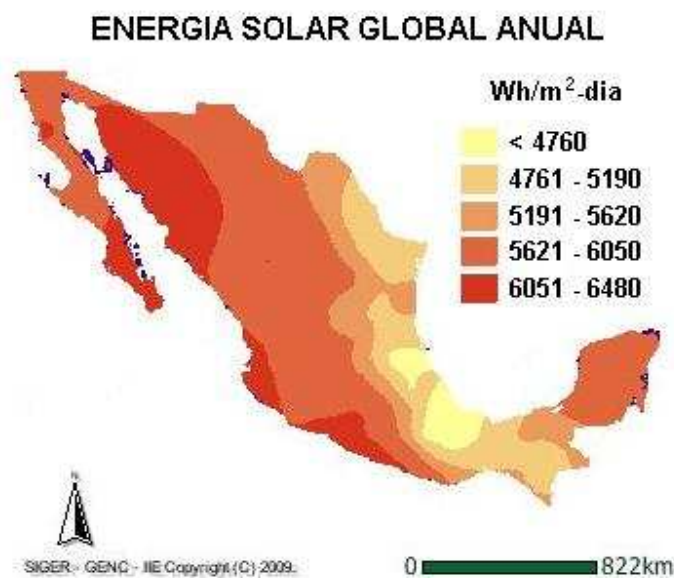 ENERGIA SOLAR GLOBAL ANUAL
Wh/m²-dia
< 4760
4761 - 5190
5191 - 5620
5621 - 6050
6051 - 6480
N
SIGER - GENC - IIE Copyright (C) 2009.
0 822km